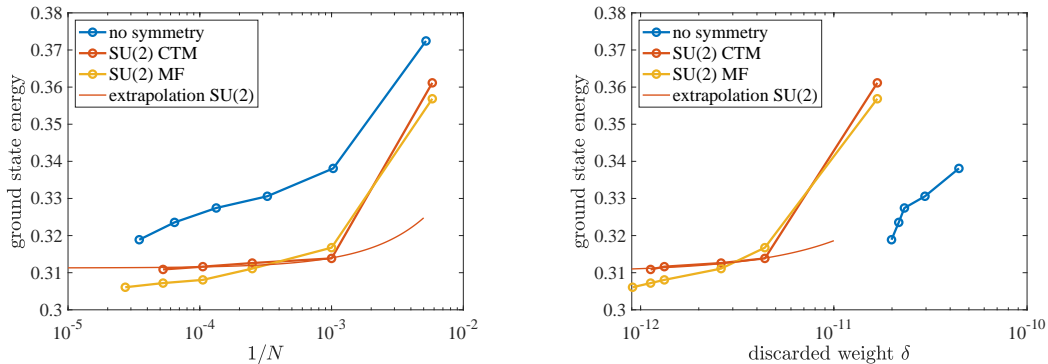 ground state energy
0.38
0.37
0.36
0.35
0.34
0.33
0.32
0.31
0.3
no symmetry
SU(2) CTM
SU(2) MF
extrapolation SU(2)
10^-5
10^-4
10^-3
10^-2
1/N
ground state energy
0.38
0.37
0.36
0.35
0.34
0.33
0.32
0.31
0.3
no symmetry
SU(2) CTM
SU(2) MF
extrapolation SU(2)
10^-12
10^-11
10^-10
discarded weight δ